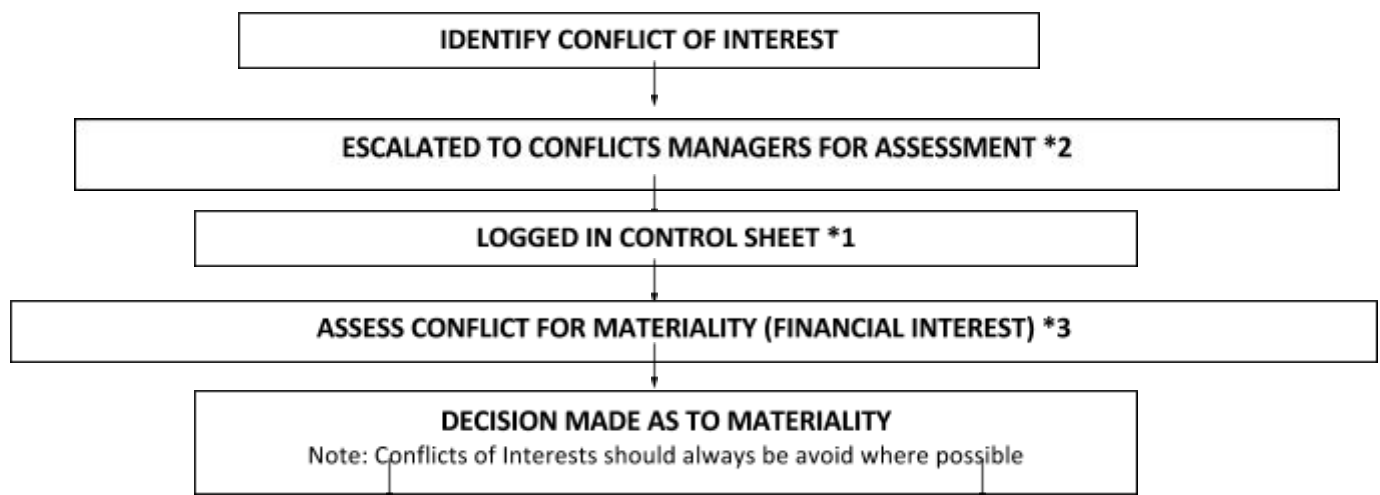 IDENTIFY CONFLICT OF INTEREST
ESCALATED TO CONFLICTS MANAGERS FOR ASSESSMENT *2
LOGGED IN CONTROL SHEET *1
ASSESS CONFLICT FOR MATERIALITY (FINANCIAL INTEREST) *3
DECISION MADE AS TO MATERIALITY
Note: Conflicts of Interests should always be avoid where possible